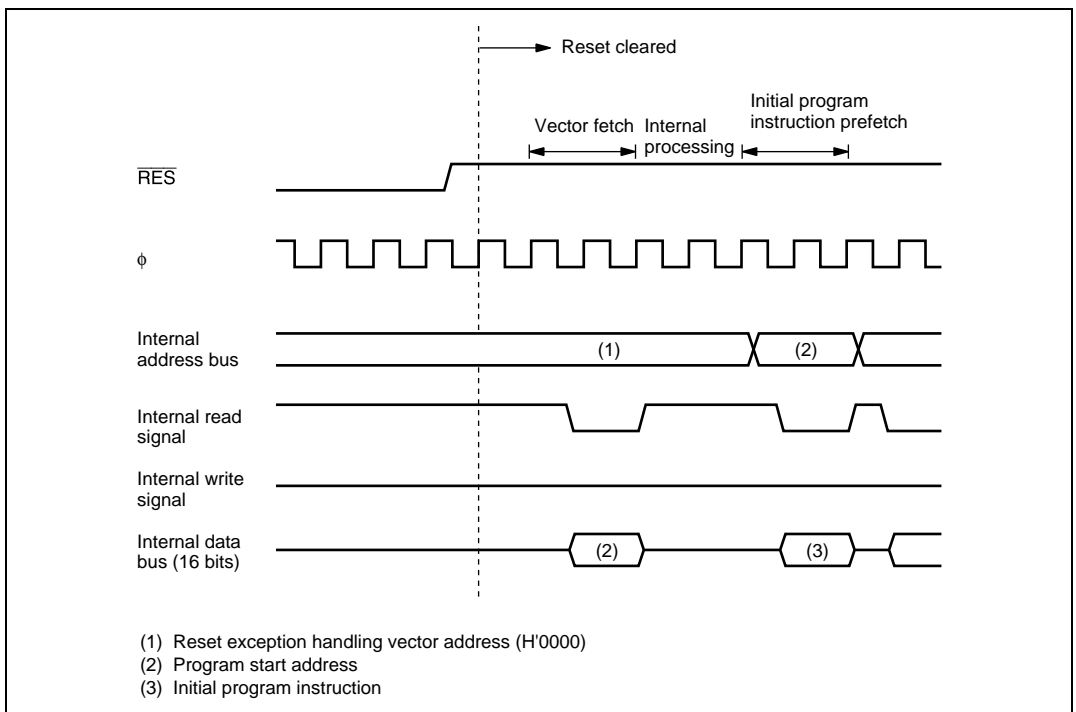 Reset cleared
Initial program
instruction prefetch
Vector fetch
Internal
processing
RES
ϕ
Internal
address bus
(1)
(2)
Internal read
signal
Internal write
signal
Internal data
bus (16 bits)
(2)
(3)
(1) Reset exception handling vector address (H'0000)
(2) Program start address
(3) Initial program instruction